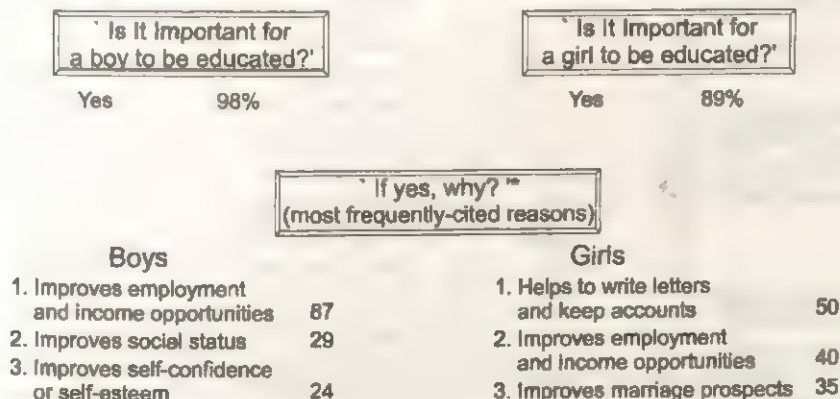 ` Is It Important for
a boy to be educated?'
Yes 98%
` Is It Important for
a girl to be educated?'
Yes 89%
` If yes, why? '*
(most frequently-cited reasons)
Boys
1. Improves employment
and income opportunities 87
2. Improves social status 29
3. Improves self-confidence
or self-esteem 24
Girls
1. Helps to write letters
and keep accounts 50
2. Improves employment
and income opportunities 40
3. Improves marriage prospects 35